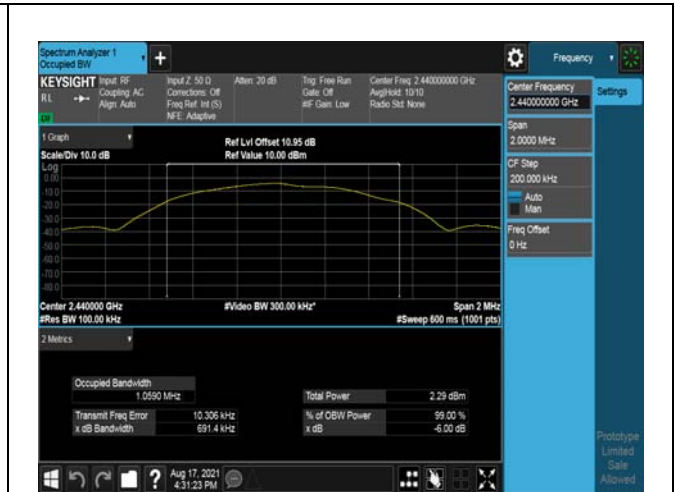 Spectrum Analyzer 1
Occupied BW
+
Frequency
KEYSIGHT
RL
Input: RF
Coupling: AC
Align: Auto
Input Z: 50 Ω
Corrections: Off
Freq Ref: Int (S)
NFE: Adaptive
Atten: 20 dB
Trig: Free Run
Gate: Off
#IF Gain: Low
Center Freq: 2.440000000 GHz
Avg|Hold: 10/10
Radio Std: None
Center Frequency
2.440000000 GHz
Settings
Span
2.0000 MHz
CF Step
200.000 kHz
Auto
Man
Freq Offset
0 Hz
1 Graph
Scale/Div 10.0 dB
Ref Lvl Offset 10.95 dB
Ref Value 10.00 dBm
Log
0.00
-10.0
-20.0
-30.0
-40.0
-50.0
-60.0
-70.0
-80.0
Center 2.440000 GHz
#Res BW 100.00 kHz
#Video BW 300.00 kHz*
Span 2 MHz
#Sweep 600 ms (1001 pts)
2 Metrics
Occupied Bandwidth
1.0590 MHz
Total Power 2.29 dBm
Transmit Freq Error 10.306 kHz
% of OBW Power 99.00 %
x dB Bandwidth 691.4 kHz
x dB -6.00 dB
Prototype
Limited
Sale
Allowed
?
Aug 17, 2021
4:31:23 PM